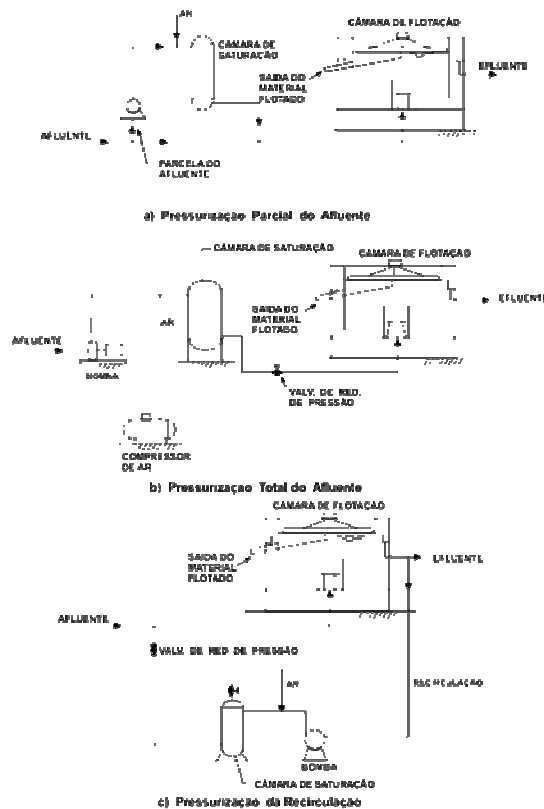 AR
CÂMARA DE FLOTAÇÃO
CÂMARA DE
SATURAÇÃO
SAÍDA DO
MATERIAL
FLOTADO
EFLUENTE
AFLUENTE
PARCELA DO
AFLUENTE
a) Pressurização Parcial do Afluente
CÂMARA DE SATURAÇÃO
CÂMARA DE FLOTAÇÃO
AR
SAÍDA DO
MATERIAL
FLOTADO
EFLUENTE
AFLUENTE
BOMBA
VALV. DE RED.
DE PRESSÃO
COMPRESSOR
DE AR
b) Pressurização Total do Afluente
CÂMARA DE FLOTAÇÃO
SAÍDA DO
MATERIAL
FLOTADO
EFLUENTE
AFLUENTE
VALV. DE RED DE PRESSÃO
AR
RECIRCULAÇÃO
BOMBA
CÂMARA DE SATURAÇÃO
c) Pressurização da Recirculação